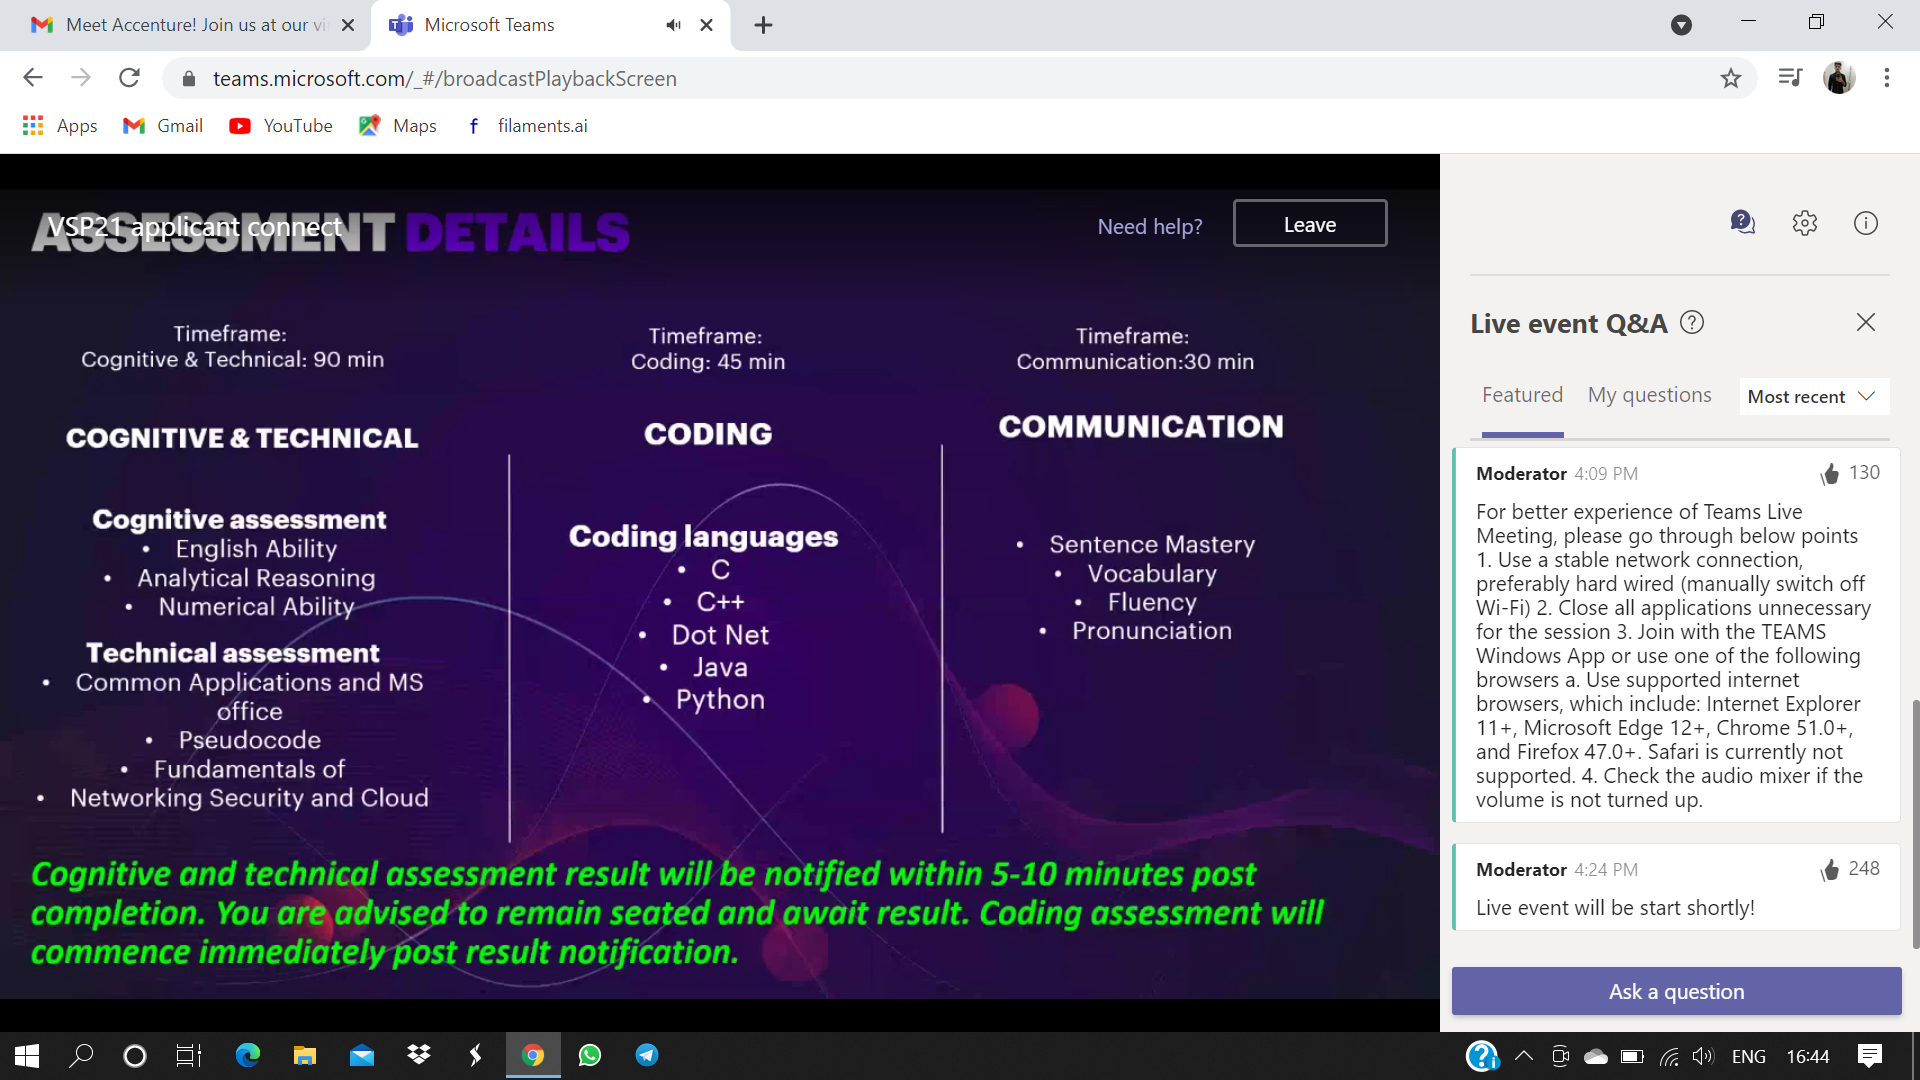 Meet Accenture! Join us at our vi
Microsoft Teams
teams.microsoft.com/_#/broadcastPlaybackScreen
Apps
Gmail
YouTube
Maps
f
filaments.ai
ASSESSMENT DETAILS
VSP21 applicant connect
Need help?
Leave
Timeframe:
Cognitive & Technical: 90 min
COGNITIVE & TECHNICAL
Cognitive assessment
• English Ability
• Analytical Reasoning
• Numerical Ability
Technical assessment
• Common Applications and MS
office
• Pseudocode
• Fundamentals of
• Networking Security and Cloud
Timeframe:
Coding: 45 min
CODING
Coding languages
• C
• C++
• Dot Net
• Java
• Python
Timeframe:
Communication:30 min
COMMUNICATION
• Sentence Mastery
• Vocabulary
• Fluency
• Pronunciation
Cognitive and technical assessment result will be notified within 5-10 minutes post
completion. You are advised to remain seated and await result. Coding assessment will
commence immediately post result notification.
Live event Q&A
Featured
My questions
Most recent
Moderator 4:09 PM
130
For better experience of Teams Live
Meeting, please go through below points
1. Use a stable network connection,
preferably hard wired (manually switch off
Wi-Fi) 2. Close all applications unnecessary
for the session 3. Join with the TEAMS
Windows App or use one of the following
browsers a. Use supported internet
browsers, which include: Internet Explorer
11+, Microsoft Edge 12+, Chrome 51.0+,
and Firefox 47.0+. Safari is currently not
supported. 4. Check the audio mixer if the
volume is not turned up.
Moderator 4:24 PM
248
Live event will be start shortly!
Ask a question
ENG
16:44